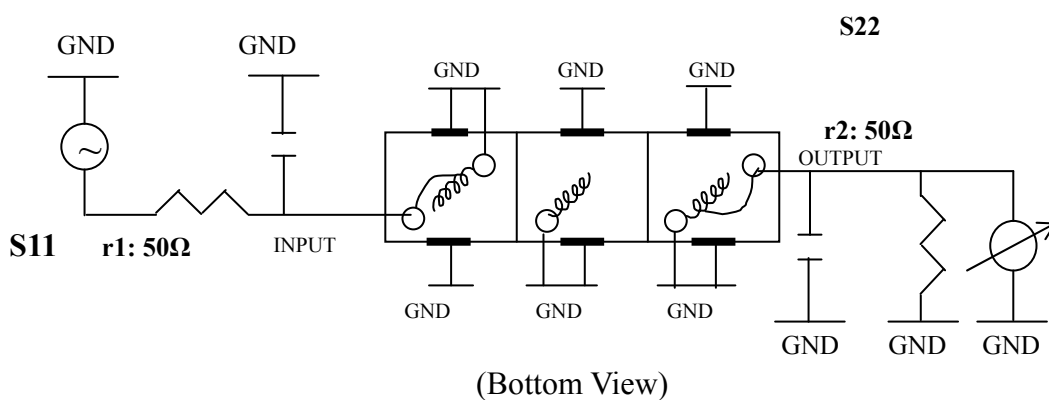 S22
GND
GND
GND
GND
GND
r2: 50Ω
OUTPUT
~
S11
r1: 50Ω
INPUT
GND
GND
GND
GND
GND
GND
(Bottom View)